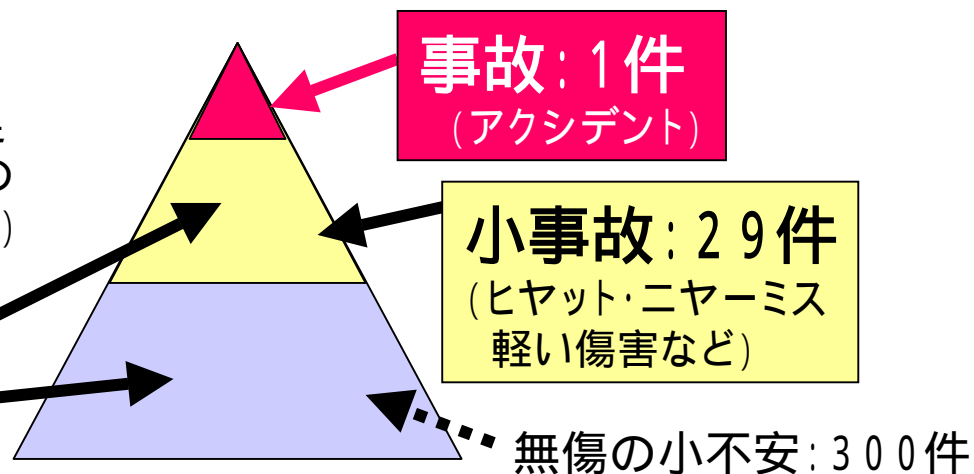 事故:1件
(アクシデント)
の
)
小事故:29件
(ヒヤット・ニヤーミス
軽い傷害など)
無傷の小不安:300件